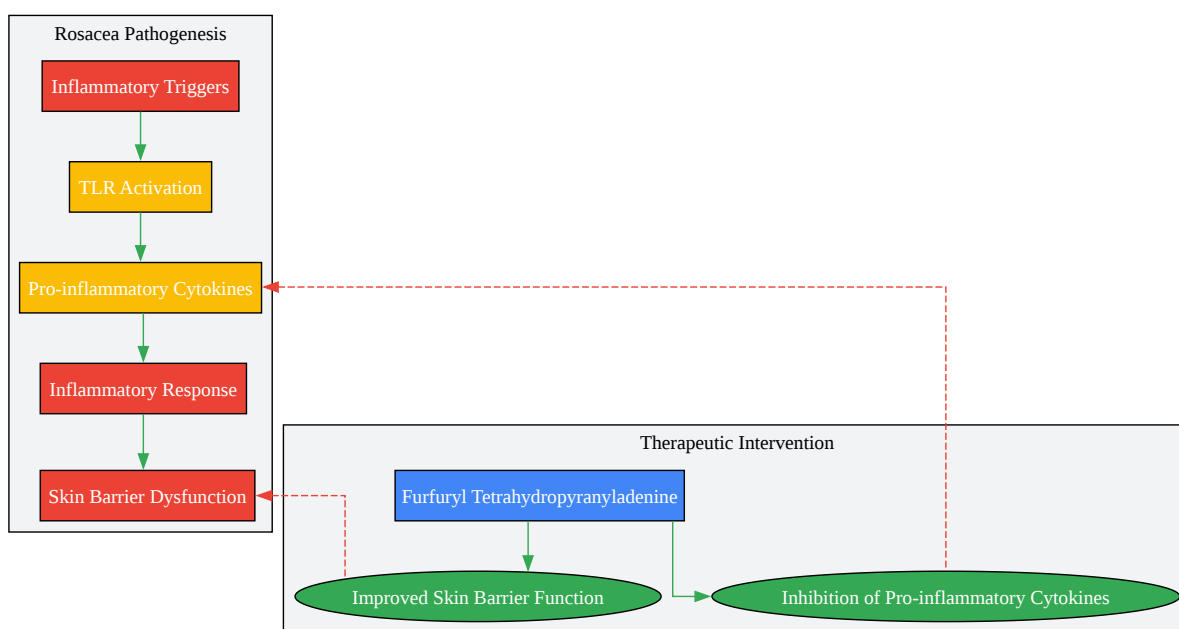 Rosacea Pathogenesis
Inflammatory Triggers
TLR Activation
Pro-inflammatory Cytokines
Inflammatory Response
Skin Barrier Dysfunction
Therapeutic Intervention
Furfuryl Tetrahydropyranyladenine
Improved Skin Barrier Function
Inhibition of Pro-inflammatory Cytokines